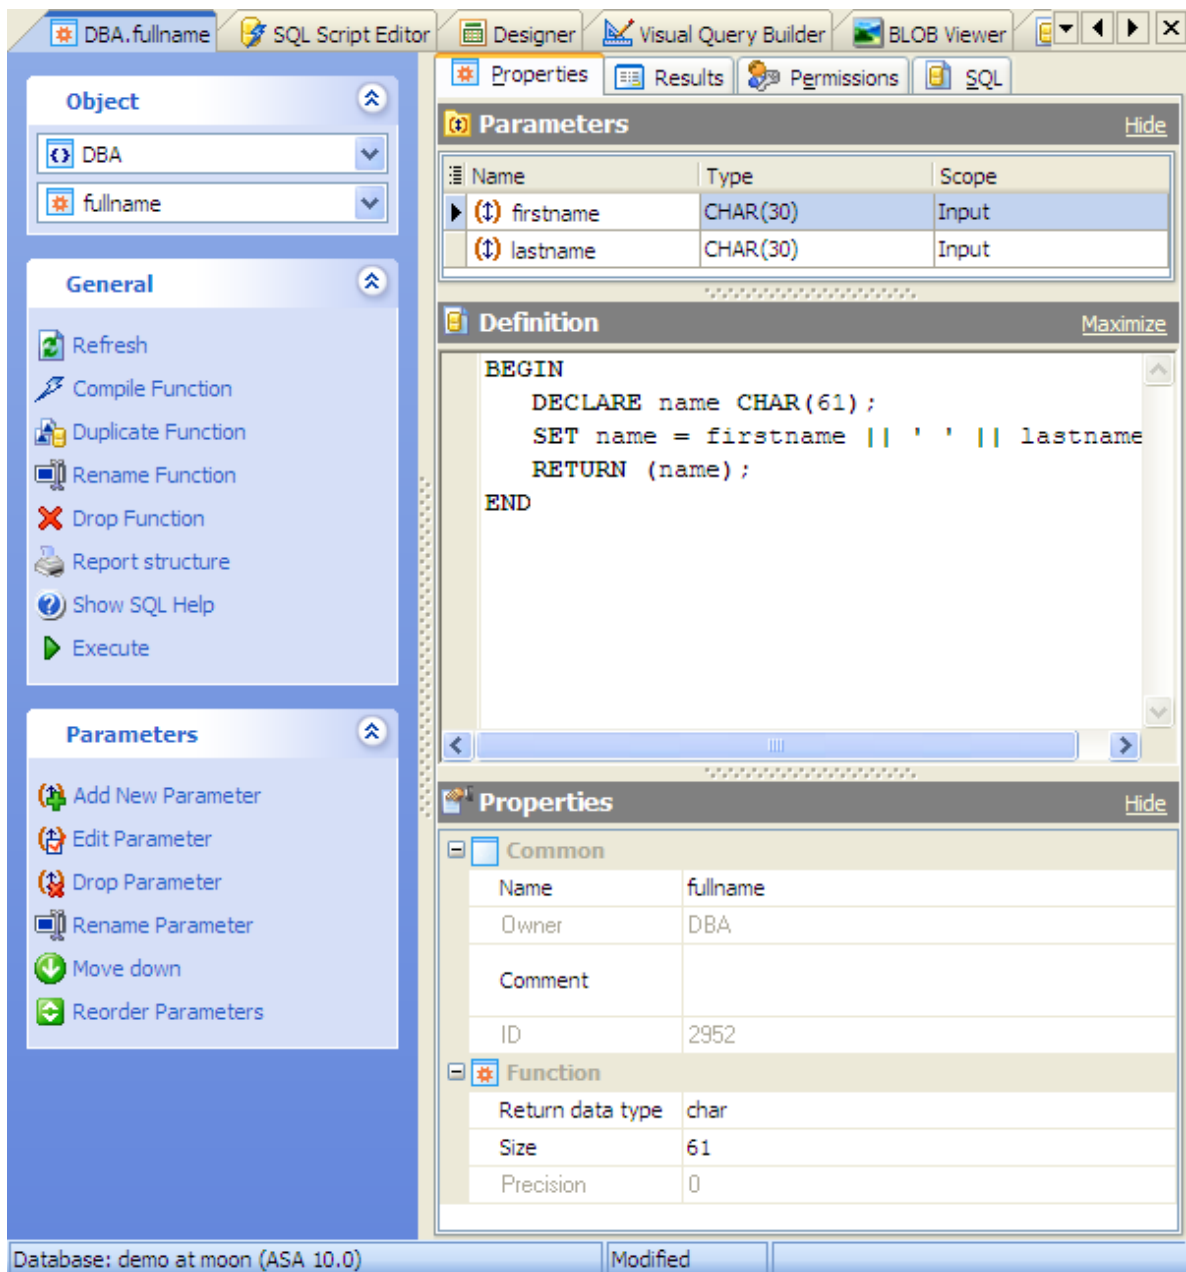 DBA.fullname SQL Script Editor Designer Visual Query Builder BLOB Viewer
Object
DBA
fullname
General
Refresh
Compile Function
Duplicate Function
Rename Function
Drop Function
Report structure
Show SQL Help
Execute
Parameters
Add New Parameter
Edit Parameter
Drop Parameter
Rename Parameter
Move down
Reorder Parameters
Properties Results Permissions SQL
Parameters Hide
Name Type Scope
firstname CHAR(30) Input
lastname CHAR(30) Input
Definition Maximize
BEGIN
DECLARE name CHAR(61);
SET name = firstname || ' ' || lastname
RETURN (name);
END
Properties Hide
Common
Name fullname
Owner DBA
Comment
ID 2952
Function
Return data type char
Size 61
Precision 0
Database: demo at moon (ASA 10.0) Modified